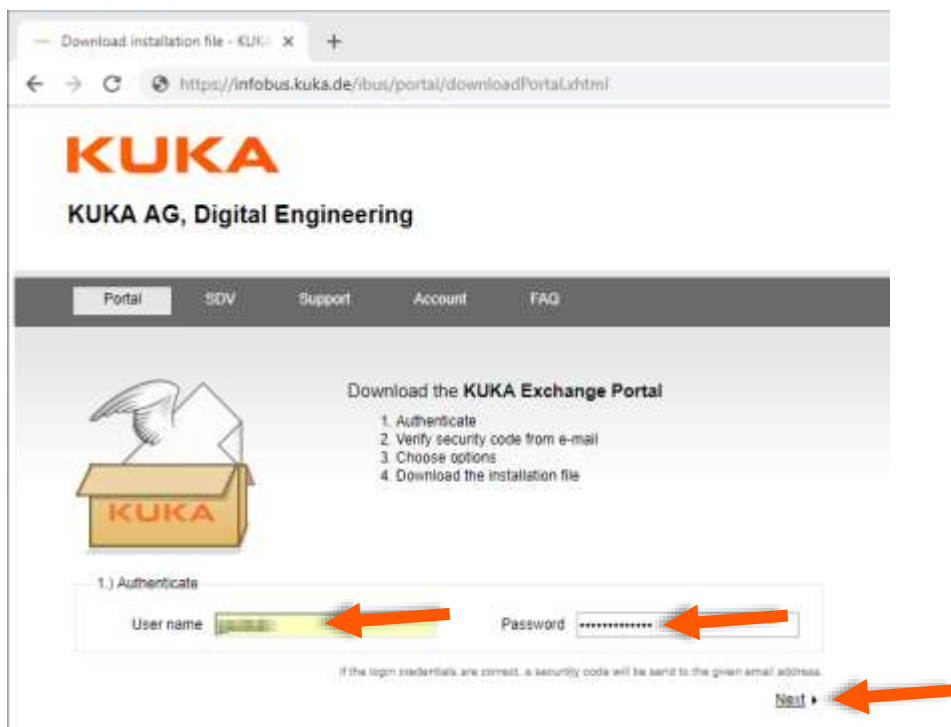 Download installation file - KUK
https://infobus.kuka.de/ibus/portal/downloadPortal.xhtml
KUKA
KUKA AG, Digital Engineering
Portal SDV Support Account FAQ
Download the KUKA Exchange Portal
1. Authenticate
2. Verify security code from e-mail
3. Choose options
4. Download the installation file
KUKA
1.) Authenticate
User name Password •••••••••••••
If the login credentials are correct, a security code will be send to the given email address.
Next